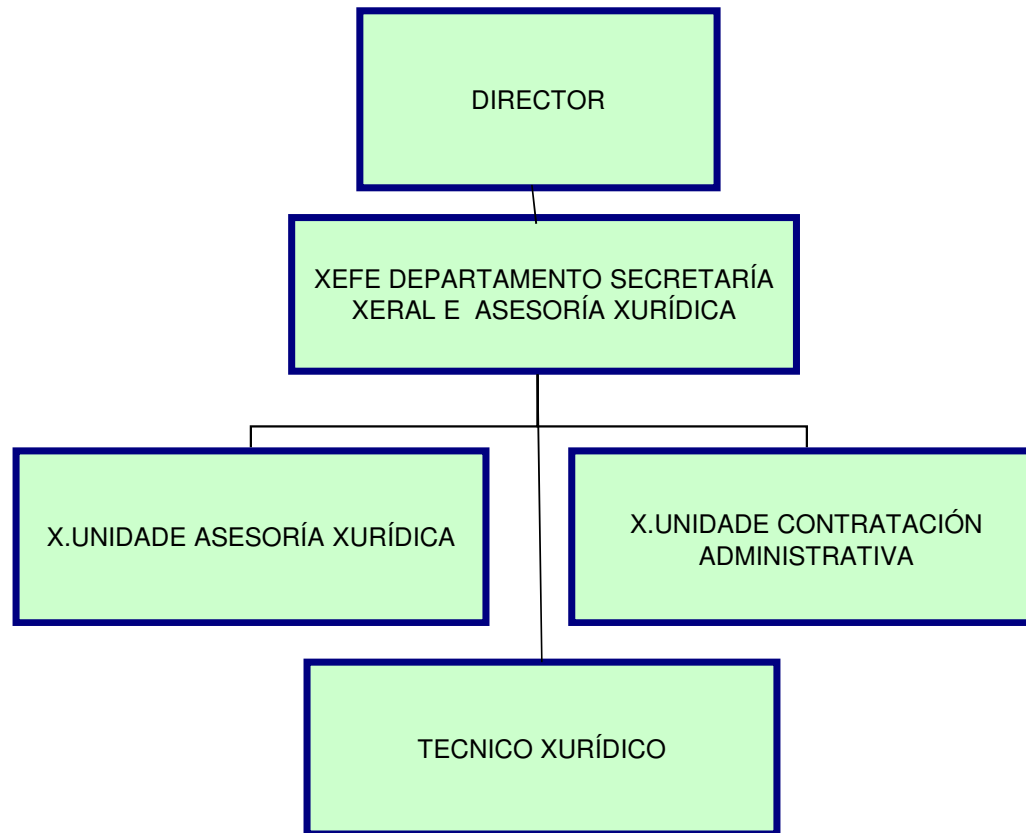 DIRECTOR
XEFE DEPARTAMENTO SECRETARÍA
XERAL E ASESORÍA XURÍDICA
X.UNIDADE ASESORÍA XURÍDICA
X.UNIDADE CONTRATACIÓN
ADMINISTRATIVA
TECNICO XURÍDICO